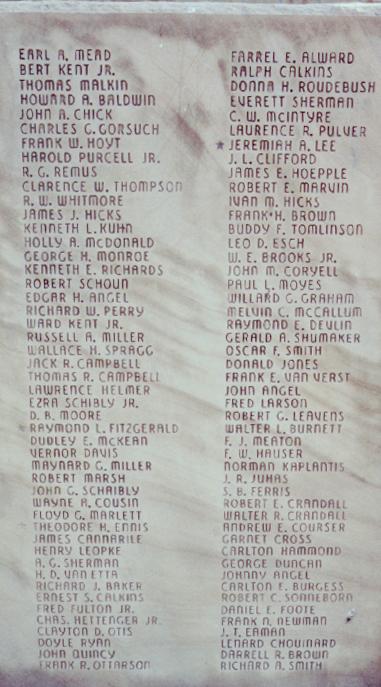 EARL A. MEAD
BERT KENT JR.
THOMAS MALKIN
HOWARD A. BALDWIN
JOHN A. CHICK
CHARLES G. GORSUCH
FRANK W. HOYT
HAROLD PURCELL JR.
R. G. REMUS
CLARENCE W. THOMPSON
R. W. WHITMORE
JAMES J. HICKS
KENNETH L. KUHN
HOLLY A. McDONALD
GEORGE H. MONROE
KENNETH E. RICHARDS
ROBERT SCHOUN
EDGAR H. ANGEL
RICHARD W. PERRY
WARD KENT JR.
RUSSELL A. MILLER
WALLACE H. SPRAGG
JACK R. CAMPBELL
THOMAS R. CAMPBELL
LAWRENCE HELMER
EZRA SCHIBLY JR.
D. B. MOORE
RAYMOND L. FITZGERALD
DUDLEY E. McKEAN
VERNOR DAVIS
MAYNARD G. MILLER
ROBERT MARSH
JOHN G. SCHAIBLY
WAYNE A. COUSIN
FLOYD G. MARLETT
THEODORE H. ENNIS
JAMES CANNARILE
HENRY LEOPKE
A. G. SHERMAN
H. D. VAN ETTA
RICHARD J. BAKER
ERNEST S. CALKINS
FRED FULTON JR.
CHAS. HETTENGER JR.
CLAYTON D. OTIS
DOYLE RYAN
JOHN QUINCY
FRANK R. OTTARSON
FARREL E. ALWARD
RALPH CALKINS
DONNA H. ROUDEBUSH
EVERETT SHERMAN
C. W. McINTYRE
LAURENCE R. PULVER
★ JEREMIAH A. LEE
J. L. CLIFFORD
JAMES E. HOEPPLE
ROBERT E. MARVIN
IVAN M. HICKS
FRANK H. BROWN
BUDDY F. TOMLINSON
LEO D. ESCH
W. E. BROOKS JR.
JOHN M. CORYELL
PAUL L. MOYES
WILLARD G. GRAHAM
MELVIN C. McCALLUM
RAYMOND E. DEVLIN
GERALD A. SHUMAKER
OSCAR F. SMITH
DONALD JONES
FRANK E. VAN VERST
JOHN ANGEL
FRED LARSON
ROBERT G. LEAVENS
WALTER L. BURNETT
F. J. MEATON
F. W. HAUSER
NORMAN KAPLANTIS
J. R. JUHAS
S. B. FERRIS
ROBERT E. CRANDALL
WALTER R. CRANDALL
ANDREW E. COURSER
GARNET CROSS
CARLTON HAMMOND
GEORGE DUNCAN
JOHNNY ANGEL
CARLTON E. BURGESS
ROBERT C. SONNEBORN
DANIEL E. FOOTE
FRANK A. NEWMAN
J. T. EAMAN
LENARD CHOUINARD
DARRELL R. BROWN
RICHARD A. SMITH